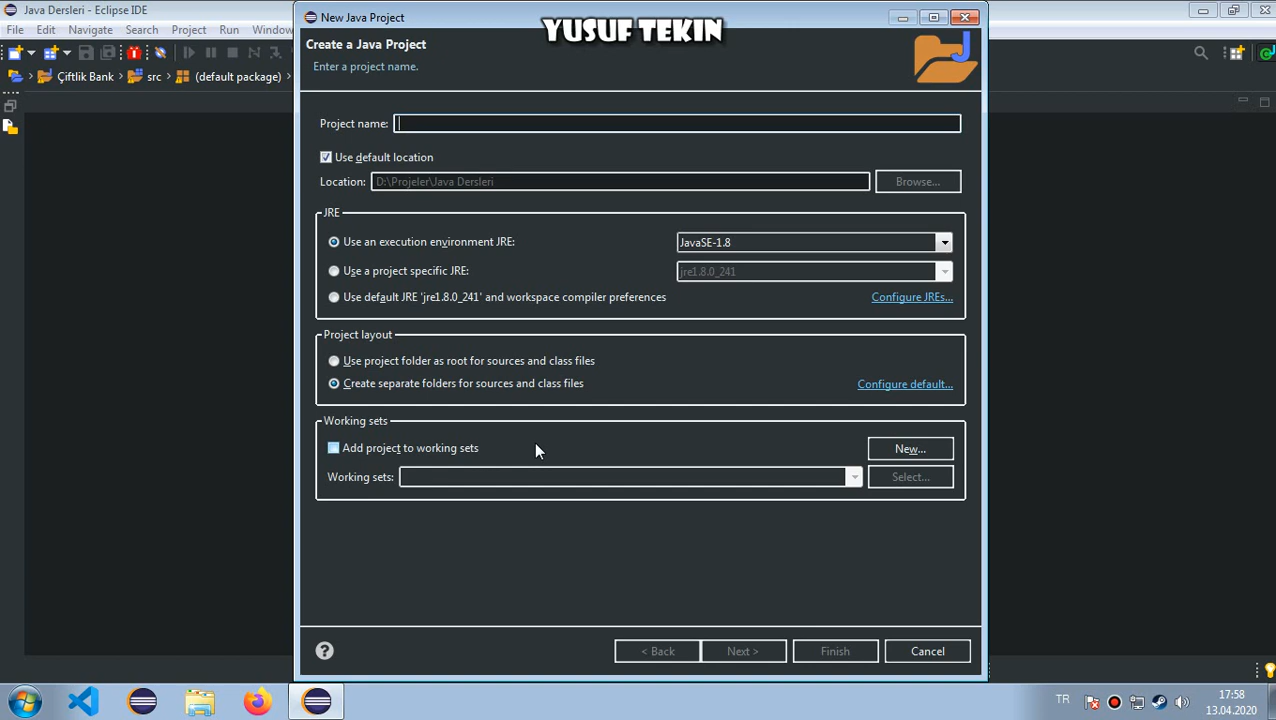 Java Dersleri - Eclipse IDE
New Java Project
YUSUF TEKIN
File Edit Navigate Search Project Run Window
Create a Java Project
Enter a project name.
Çiftlik Bank src (default package)
Project name:
Use default location
Location: D:\Projeler\Java Dersleri Browse...
JRE
Use an execution environment JRE: JavaSE-1.8
Use a project specific JRE: jre1.8.0_241
Use default JRE 'jre1.8.0_241' and workspace compiler preferences Configure JREs...
Project layout
Use project folder as root for sources and class files
Create separate folders for sources and class files Configure default...
Working sets
Add project to working sets New...
Working sets: Select...
< Back Next > Finish Cancel
TR 17:58
13.04.2020